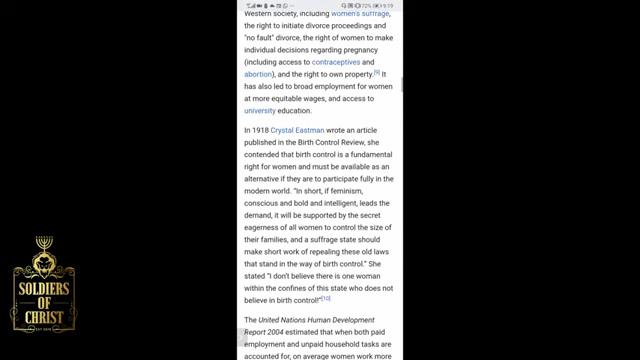 72% 9:19
Western society, including women's suffrage,
the right to initiate divorce proceedings and
"no fault" divorce, the right of women to make
individual decisions regarding pregnancy
(including access to contraceptives and
abortion), and the right to own property.[9] It
has also led to broad employment for women
at more equitable wages, and access to
university education.
In 1918 Crystal Eastman wrote an article
published in the Birth Control Review, she
contended that birth control is a fundamental
right for women and must be available as an
alternative if they are to participate fully in the
modern world. "In short, if feminism,
conscious and bold and intelligent, leads the
demand, it will be supported by the secret
eagerness of all women to control the size of
their families, and a suffrage state should
make short work of repealing these old laws
that stand in the way of birth control." She
stated "I don't believe there is one woman
within the confines of this state who does not
believe in birth control!"[10]
The United Nations Human Development
Report 2004 estimated that when both paid
employment and unpaid household tasks are
accounted for, on average women work more
SOLDIERS
OF
CHRIST